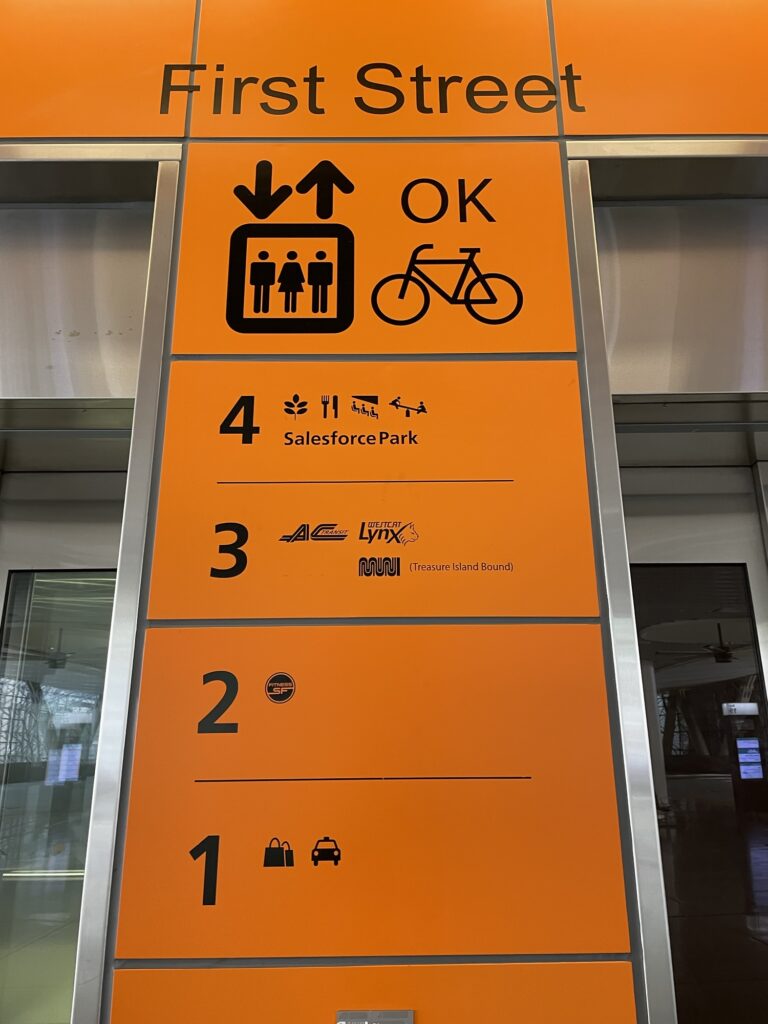 First Street
OK
4
Salesforce Park
3
AC TRANSIT
WESTCAT
Lynx
MUNI (Treasure Island Bound)
2
FITNESS
SF
1